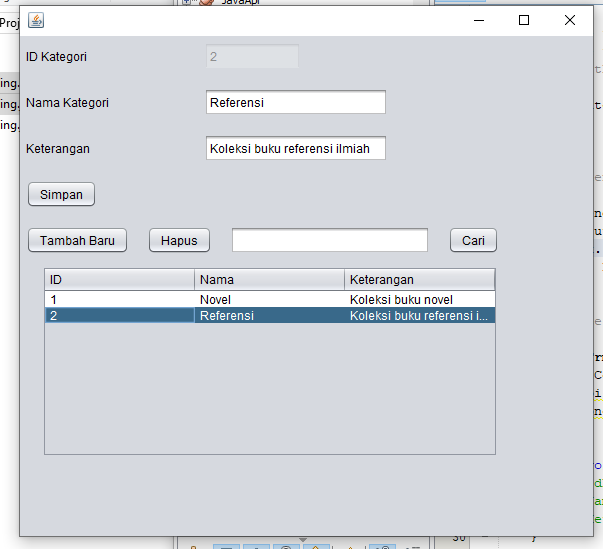 JavaApi
Proj
ing.
ing.
ing.
ID Kategori
2
Nama Kategori
Referensi
Keterangan
Koleksi buku referensi ilmiah
Simpan
Tambah Baru
Hapus
Cari
ID Nama Keterangan
1 Novel Koleksi buku novel
2 Referensi Koleksi buku referensi i...
30
}